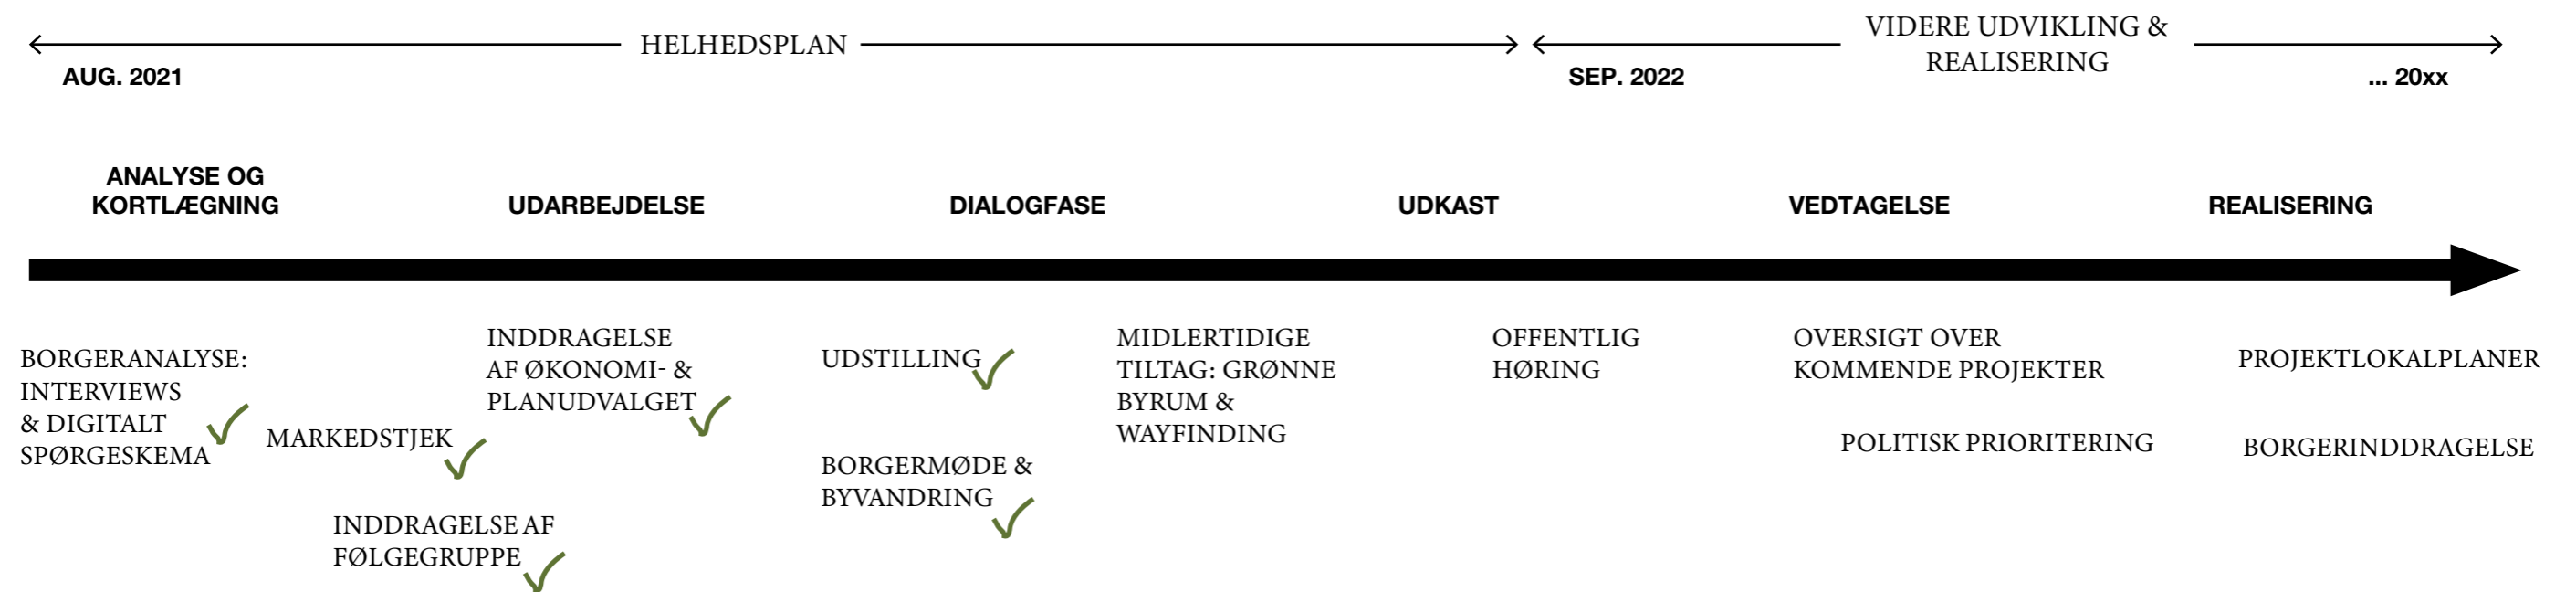 HELHEDSPLAN
VIDERE UDVIKLING &
REALISERING
AUG. 2021
SEP. 2022
... 20xx
ANALYSE OG
KORTLÆGNING
UDARBEJDELSE
DIALOGFASE
UDKAST
VEDTAGELSE
REALISERING
BORGERANALYSE:
INTERVIEWS
& DIGITALT
SPØRGESKEMA
MARKEDSTJEK
INDDRAGELSE AF
FØLGEGRUPPE
INDDRAGELSE
AF ØKONOMI- &
PLANUDVALGET
UDSTILLING
BORGERMØDE &
BYVANDRING
MIDLERTIDIGE
TILTAG: GRØNNE
BYRUM &
WAYFINDING
OFFENTLIG
HØRING
OVERSIGT OVER
KOMMENDE PROJEKTER
POLITISK PRIORITERING
PROJEKTLOKALPLANER
BORGERINDDRAGELSE